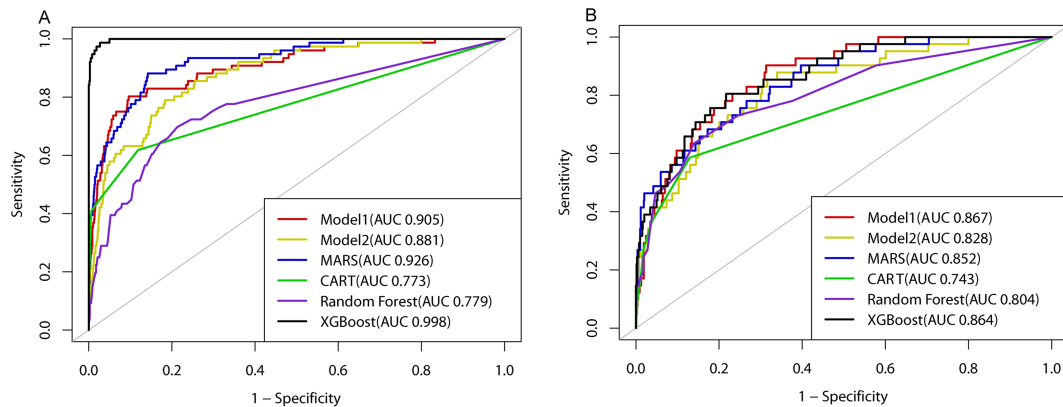 A
Sensitivity
1.0
0.8
0.6
0.4
0.2
0.0
Model1(AUC 0.905)
Model2(AUC 0.881)
MARS(AUC 0.926)
CART(AUC 0.773)
Random Forest(AUC 0.779)
XGBoost(AUC 0.998)
0.0 0.2 0.4 0.6 0.8 1.0
1 − Specificity
B
Sensitivity
1.0
0.8
0.6
0.4
0.2
0.0
Model1(AUC 0.867)
Model2(AUC 0.828)
MARS(AUC 0.852)
CART(AUC 0.743)
Random Forest(AUC 0.804)
XGBoost(AUC 0.864)
0.0 0.2 0.4 0.6 0.8 1.0
1 − Specificity